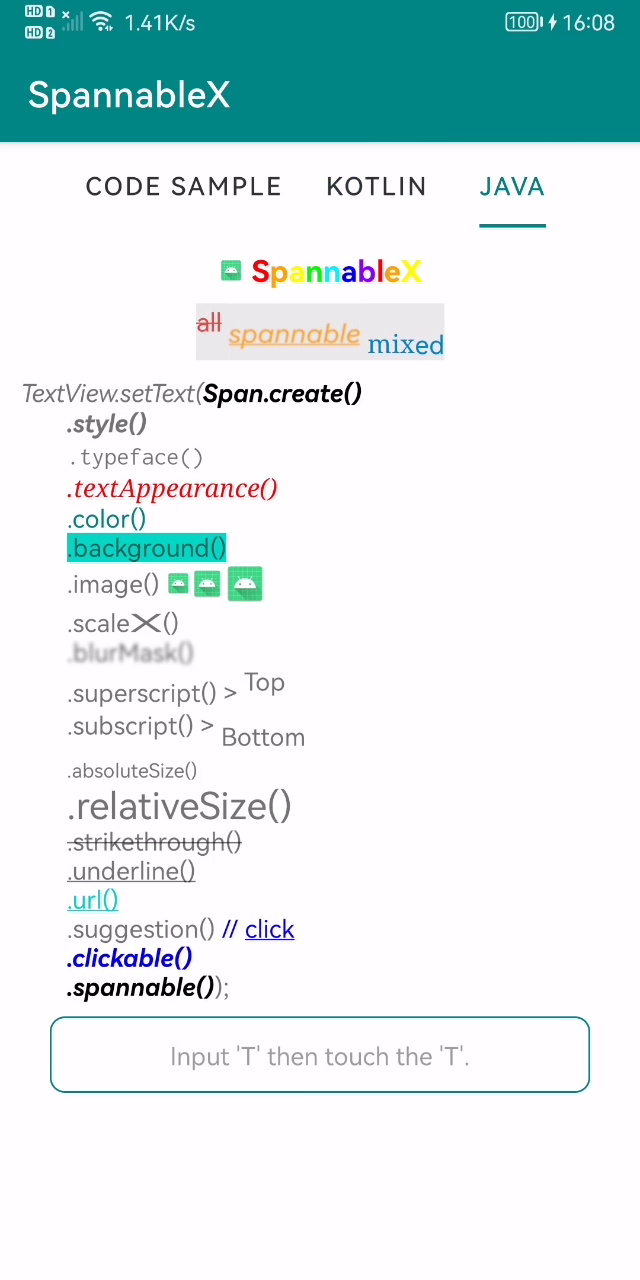 HD 1
HD 2
1.41K/s
100
16:08
SpannableX
CODE SAMPLE KOTLIN JAVA
SpannableX
all spannable mixed
TextView.setText(Span.create()
.style()
.typeface()
.textAppearance()
.color()
.background()
.image()
.scaleX()
.blurMask()
.superscript() > Top
.subscript() > Bottom
.absoluteSize()
.relativeSize()
.strikethrough()
.underline()
.url()
.suggestion() // click
.clickable()
.spannable());
Input 'T' then touch the 'T'.